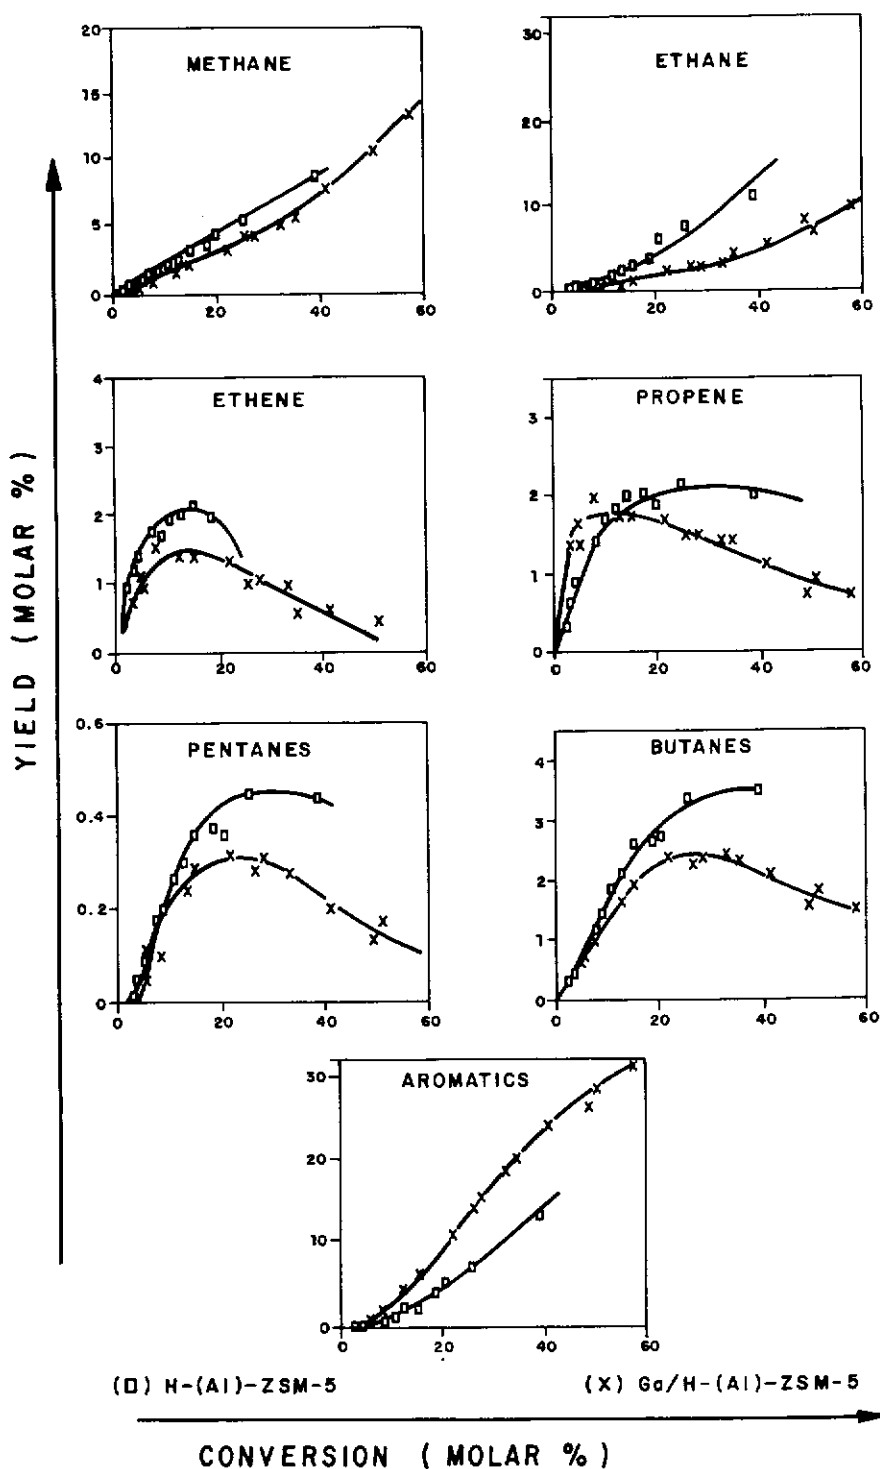 METHANE
20
15
10
5
0
0 20 40 60
ETHANE
30
20
10
0
20 40 60
ETHENE
4
3
2
1
0
0 20 40 60
PROPENE
3
2
1
0
0 20 40 60
PENTANES
0.6
0.4
0.2
0
0 20 40 60
BUTANES
4
3
2
1
0
0 20 40 60
AROMATICS
30
20
10
0
0 20 40 60
YIELD (MOLAR %)
(□) H-(Al)-ZSM-5
(X) Ga/H-(Al)-ZSM-5
CONVERSION (MOLAR %)